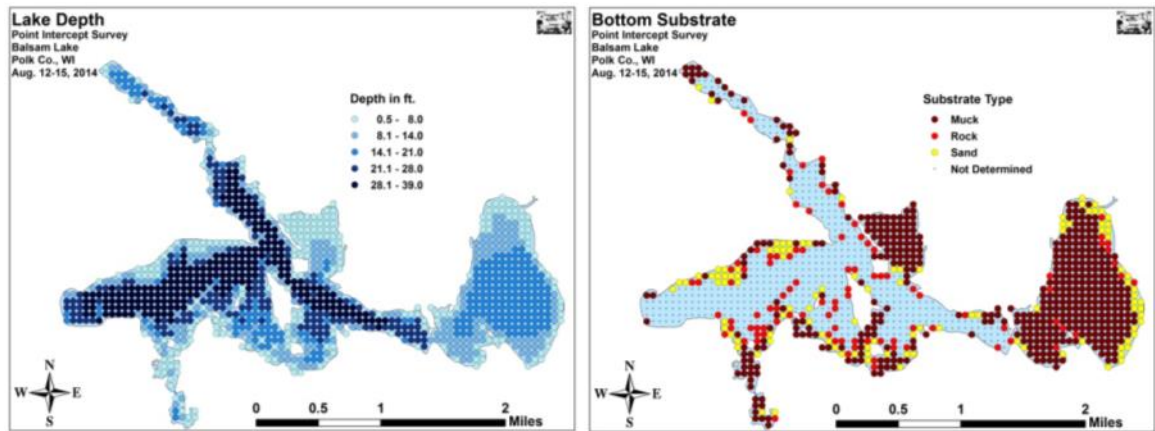 Lake Depth
Point Intercept Survey
Balsam Lake
Polk Co., WI
Aug. 12-15, 2014
Depth in ft.
0.5 - 8.0
8.1 - 14.0
14.1 - 21.0
21.1 - 28.0
28.1 - 39.0
N
W E
S
0 0.5 1 2
Miles
Bottom Substrate
Point Intercept Survey
Balsam Lake
Polk Co., WI
Aug. 12-15, 2014
Substrate Type
Muck
Rock
Sand
Not Determined
N
W E
S
0 0.5 1 2
Miles